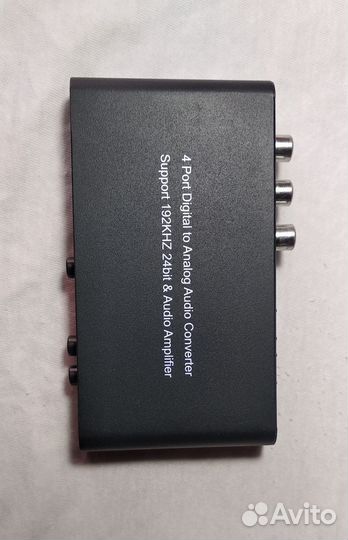 4 Port Digital to Analog Audio Converter
Support 192KHZ 24bit & Audio Amplifier
Avito